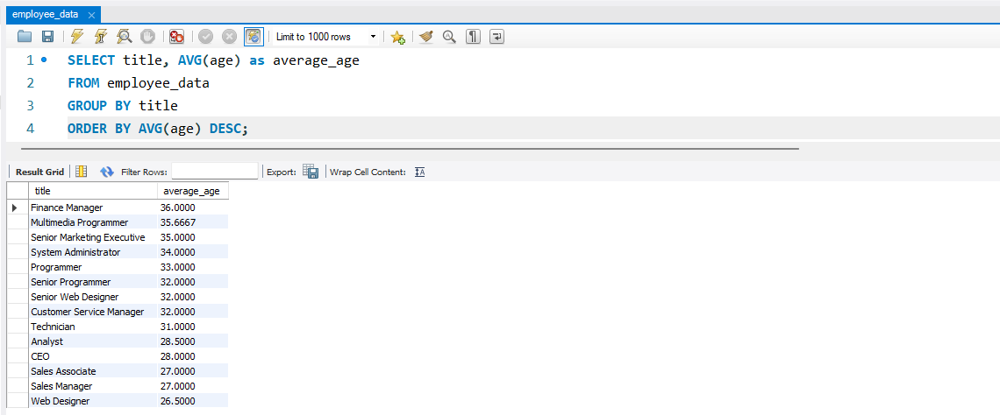 employee_data ×
Limit to 1000 rows
1 SELECT title, AVG(age) as average_age
2 FROM employee_data
3 GROUP BY title
4 ORDER BY AVG(age) DESC;
Result Grid Filter Rows: Export: Wrap Cell Content:
title average_age
Finance Manager 36.0000
Multimedia Programmer 35.6667
Senior Marketing Executive 35.0000
System Administrator 34.0000
Programmer 33.0000
Senior Programmer 32.0000
Senior Web Designer 32.0000
Customer Service Manager 32.0000
Technician 31.0000
Analyst 28.5000
CEO 28.0000
Sales Associate 27.0000
Sales Manager 27.0000
Web Designer 26.5000